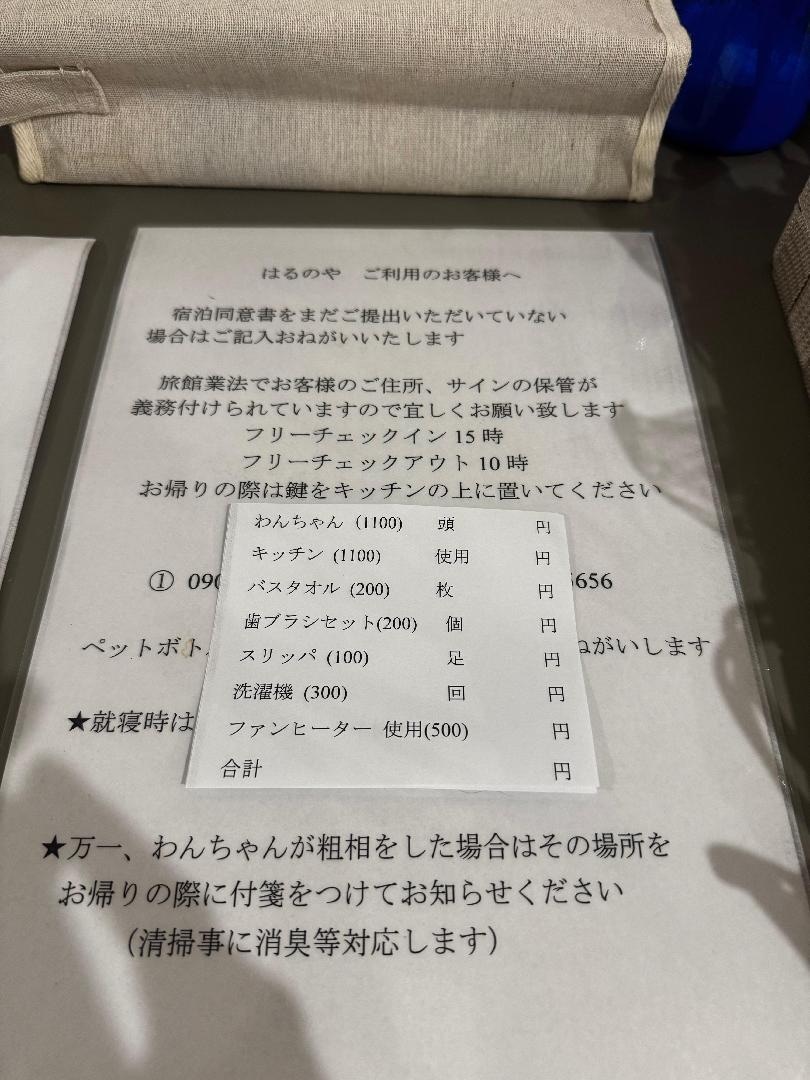 はるのや　ご利用のお客様へ
宿泊同意書をまだご提出いただいていない
場合はご記入おねがいいたします
旅館業法でお客様のご住所、サインの保管が
義務付けられていますので宜しくお願い致します
フリーチェックイン 15 時
フリーチェックアウト 10 時
お帰りの際は鍵をキッチンの上に置いてください
わんちゃん（1100)　頭　円
キッチン (1100)　使用　円
① 090 656
バスタオル (200)　枚　円
歯ブラシセット(200)　個　円
ペットボト ねがいします
スリッパ (100)　足　円
洗濯機 (300)　回　円
★就寝時は
ファンヒーター 使用(500)　円
合計　円
★万一、わんちゃんが粗相をした場合はその場所を
お帰りの際に付箋をつけてお知らせください
（清掃事に消臭等対応します）